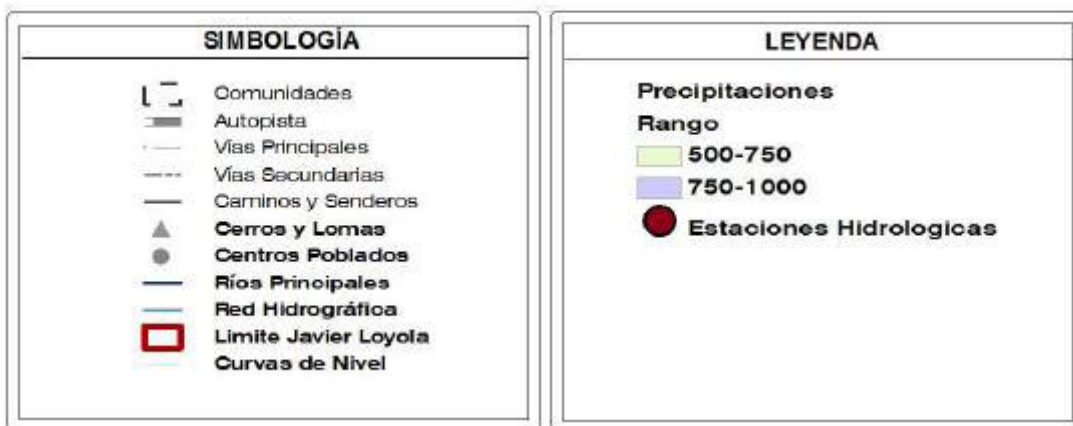 SIMBOLOGÍA
Comunidades
Autopista
Vías Principales
Vías Secundarias
Caminos y Senderos
Cerros y Lomas
Centros Poblados
Ríos Principales
Red Hidrográfica
Limite Javier Loyola
Curvas de Nivel
LEYENDA
Precipitaciones
Rango
500-750
750-1000
Estaciones Hidrologicas